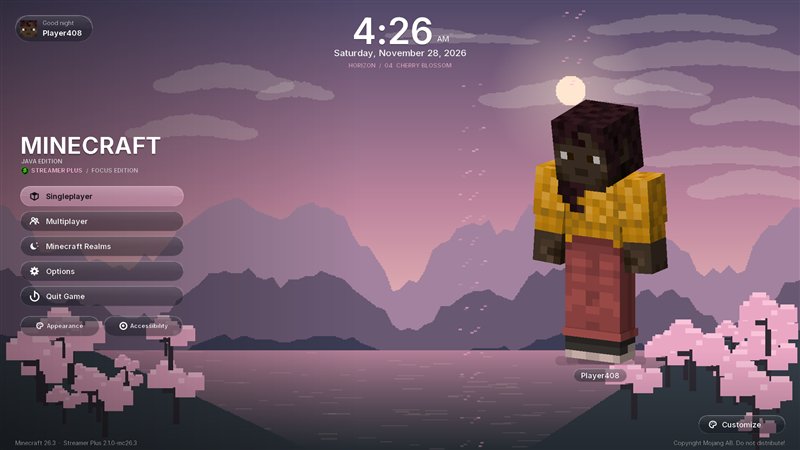 Good night
Player408
4:26 AM
Saturday, November 28, 2026
HORIZON / 04 CHERRY BLOSSOM
MINECRAFT
JAVA EDITION
STREAMER PLUS / FOCUS EDITION
Singleplayer
Multiplayer
Minecraft Realms
Options
Quit Game
Appearance
Accessibility
Player408
Customize
Minecraft 26.3 · Streamer Plus 2.1.0-mc26.3
Copyright Mojang AB. Do not distribute!